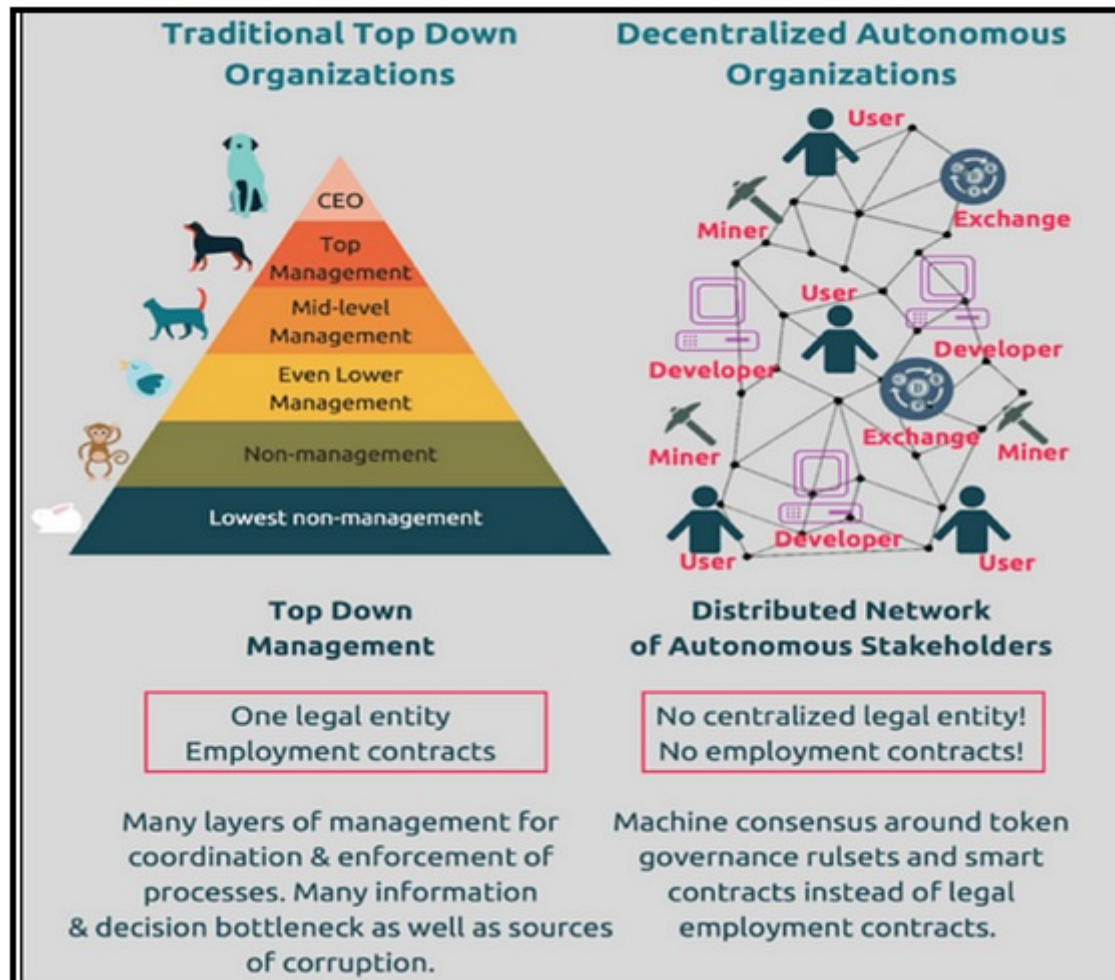 Traditional Top Down
Organizations
CEO
Top
Management
Mid-level
Management
Even Lower
Management
Non-management
Lowest non-management
Top Down
Management
One legal entity
Employment contracts
Many layers of management for
coordination & enforcement of
processes. Many information
& decision bottleneck as well as sources
of corruption.
Decentralized Autonomous
Organizations
User
Miner
Exchange
User
Developer
Developer
Exchange
Miner
Miner
Developer
User
User
Distributed Network
of Autonomous Stakeholders
No centralized legal entity!
No employment contracts!
Machine consensus around token
governance rulsets and smart
contracts instead of legal
employment contracts.